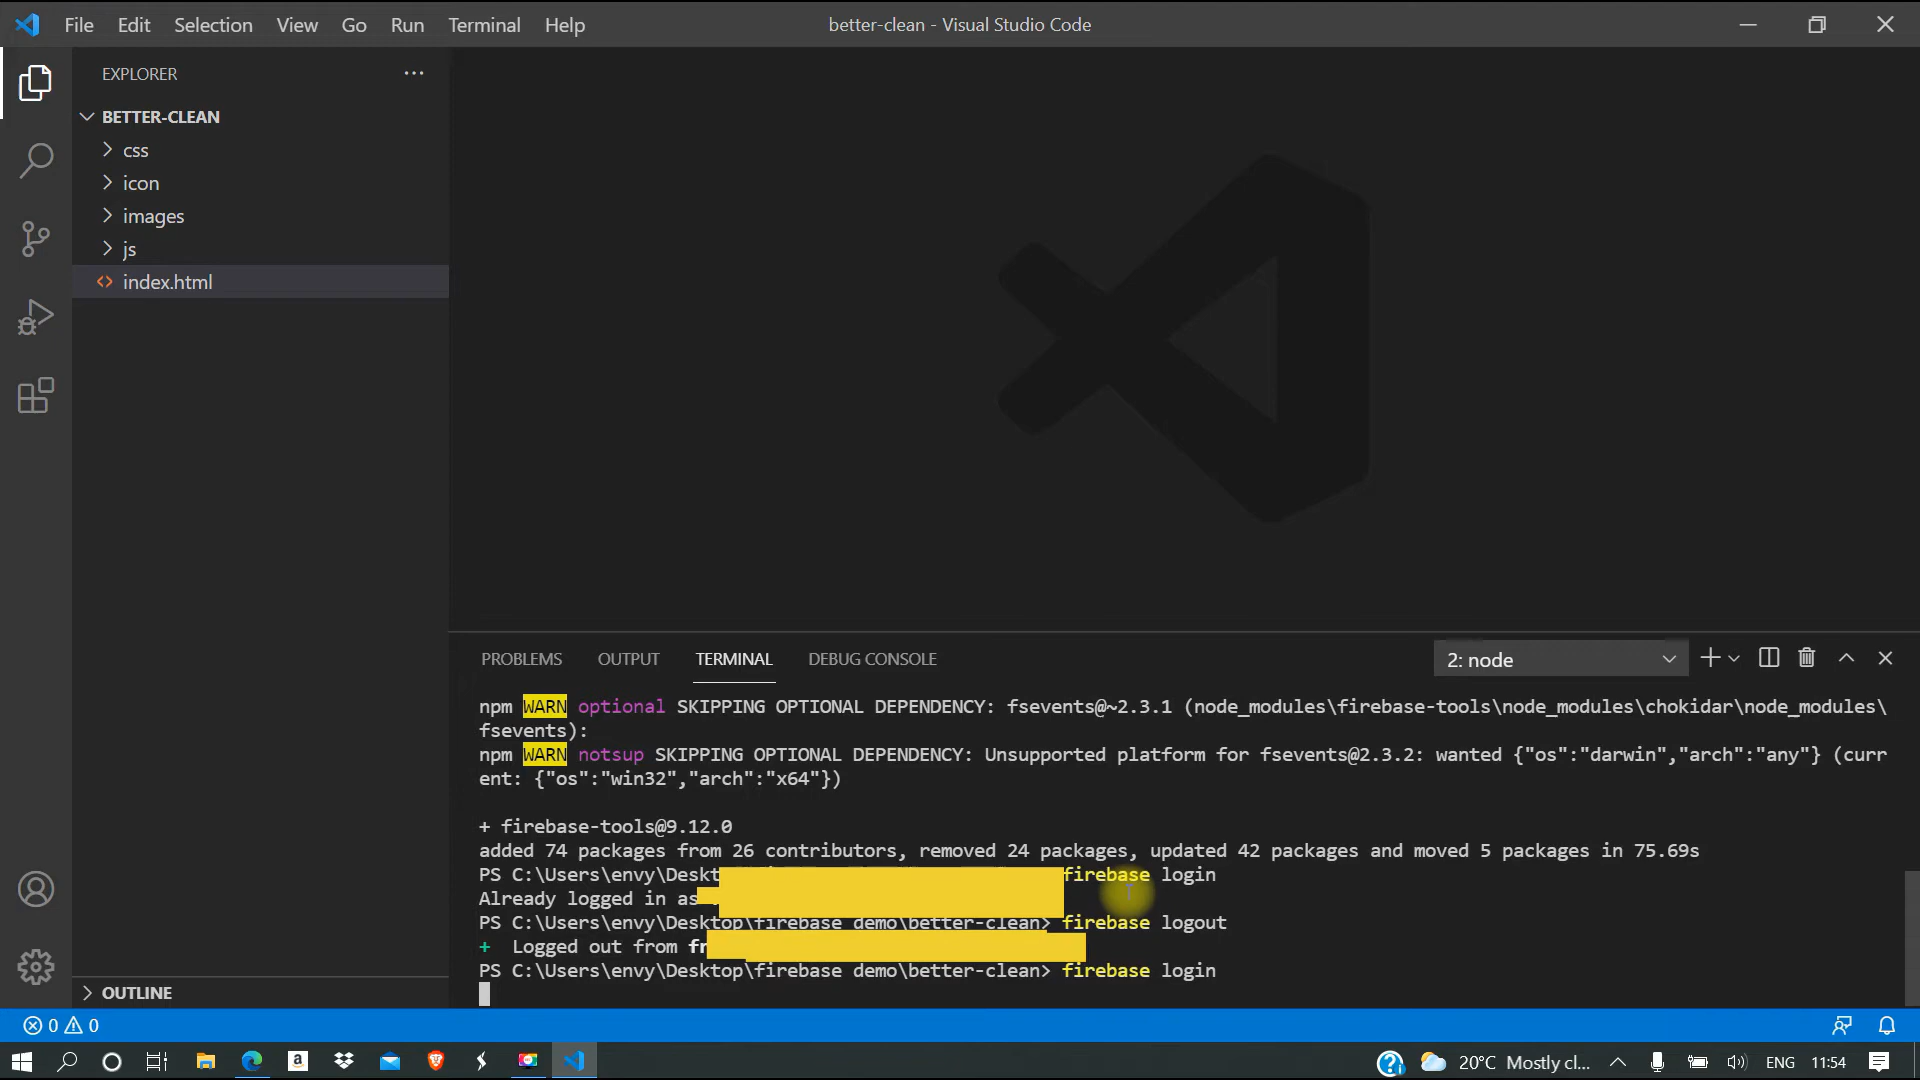 File Edit Selection View Go Run Terminal Help
better-clean - Visual Studio Code
EXPLORER
BETTER-CLEAN
css
icon
images
js
index.html
OUTLINE
PROBLEMS OUTPUT TERMINAL DEBUG CONSOLE
2: node
npm WARN optional SKIPPING OPTIONAL DEPENDENCY: fsevents@~2.3.1 (node_modules\firebase-tools\node_modules\chokidar\node_modules\
fsevents):
npm WARN notsup SKIPPING OPTIONAL DEPENDENCY: Unsupported platform for fsevents@2.3.2: wanted {"os":"darwin","arch":"any"} (curr
ent: {"os":"win32","arch":"x64"})
+ firebase-tools@9.12.0
added 74 packages from 26 contributors, removed 24 packages, updated 42 packages and moved 5 packages in 75.69s
PS C:\Users\envy\Deskt firebase login
Already logged in as
PS C:\Users\envy\Desktop\firebase demo\better-clean> firebase logout
+ Logged out from fr
PS C:\Users\envy\Desktop\firebase demo\better-clean> firebase login
0 0
20°C Mostly cl... ENG 11:54